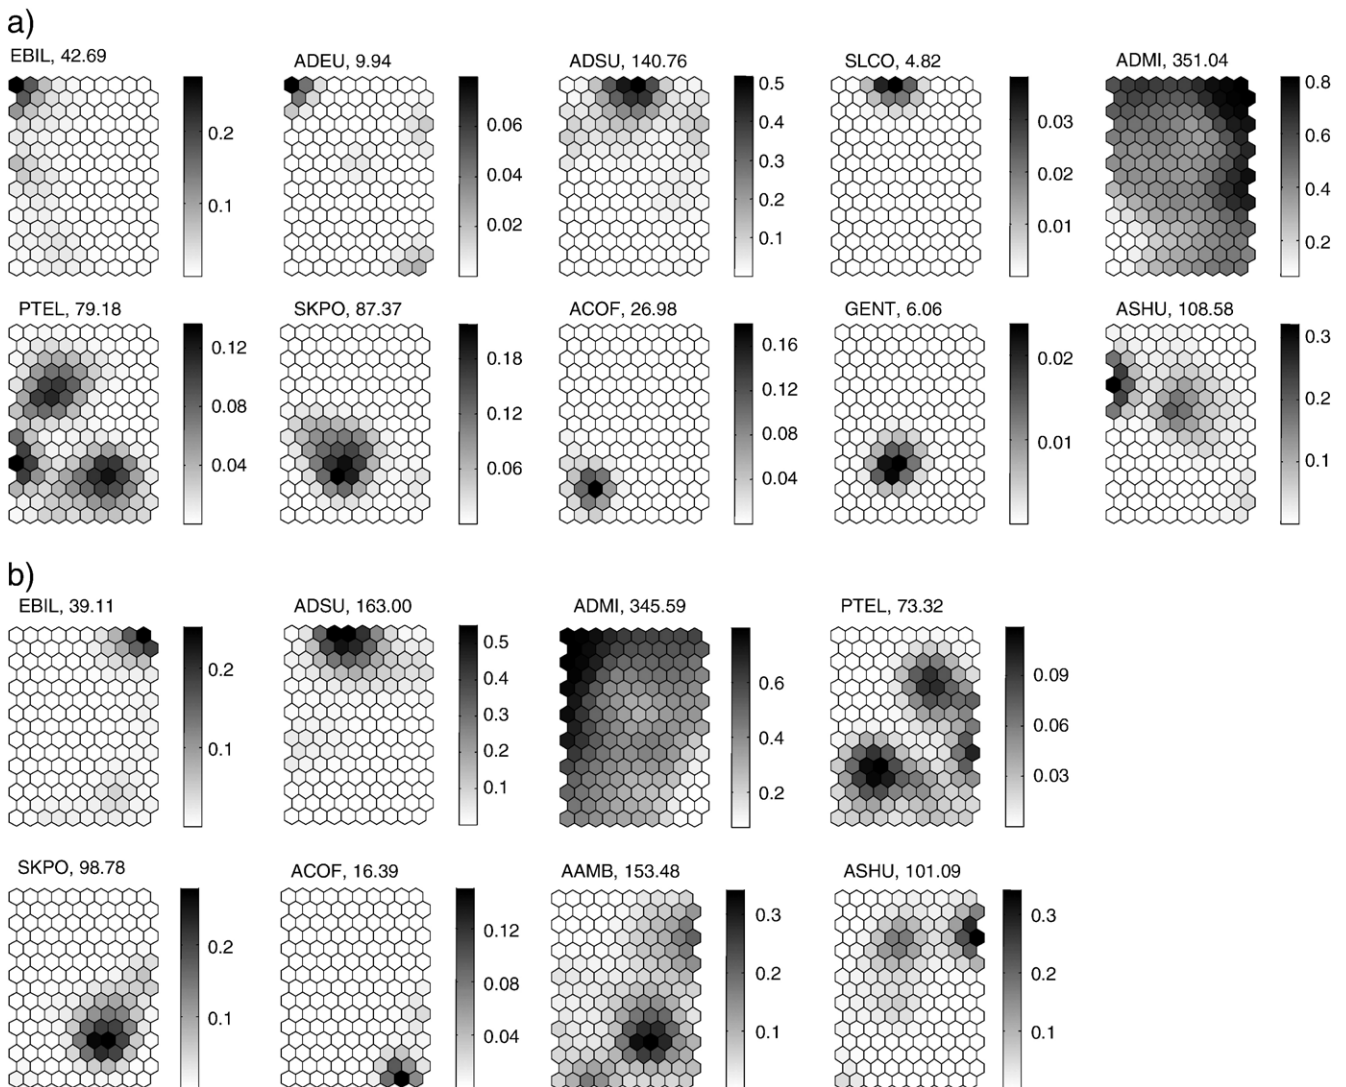 a)
EBIL, 42.69
0.2
0.1
ADEU, 9.94
0.06
0.04
0.02
ADSU, 140.76
0.5
0.4
0.3
0.2
0.1
SLCO, 4.82
0.03
0.02
0.01
ADMI, 351.04
0.8
0.6
0.4
0.2
PTEL, 79.18
0.12
0.08
0.04
SKPO, 87.37
0.18
0.12
0.06
ACOF, 26.98
0.16
0.12
0.08
0.04
GENT, 6.06
0.02
0.01
ASHU, 108.58
0.3
0.2
0.1
b)
EBIL, 39.11
0.2
0.1
ADSU, 163.00
0.5
0.4
0.3
0.2
0.1
ADMI, 345.59
0.6
0.4
0.2
PTEL, 73.32
0.09
0.06
0.03
SKPO, 98.78
0.2
0.1
ACOF, 16.39
0.12
0.08
0.04
AAMB, 153.48
0.3
0.2
0.1
ASHU, 101.09
0.3
0.2
0.1